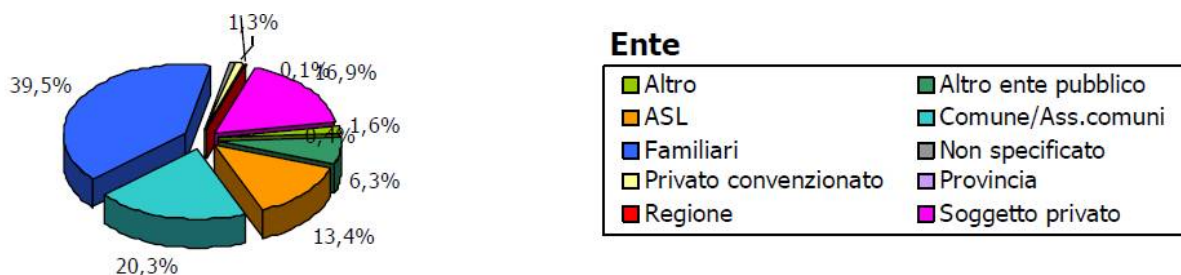 1,3%
39,5%
0,1%
16,9%
1,6%
0,4%
6,3%
13,4%
20,3%
Ente
Altro Altro ente pubblico
ASL Comune/Ass.comuni
Familiari Non specificato
Privato convenzionato Provincia
Regione Soggetto privato